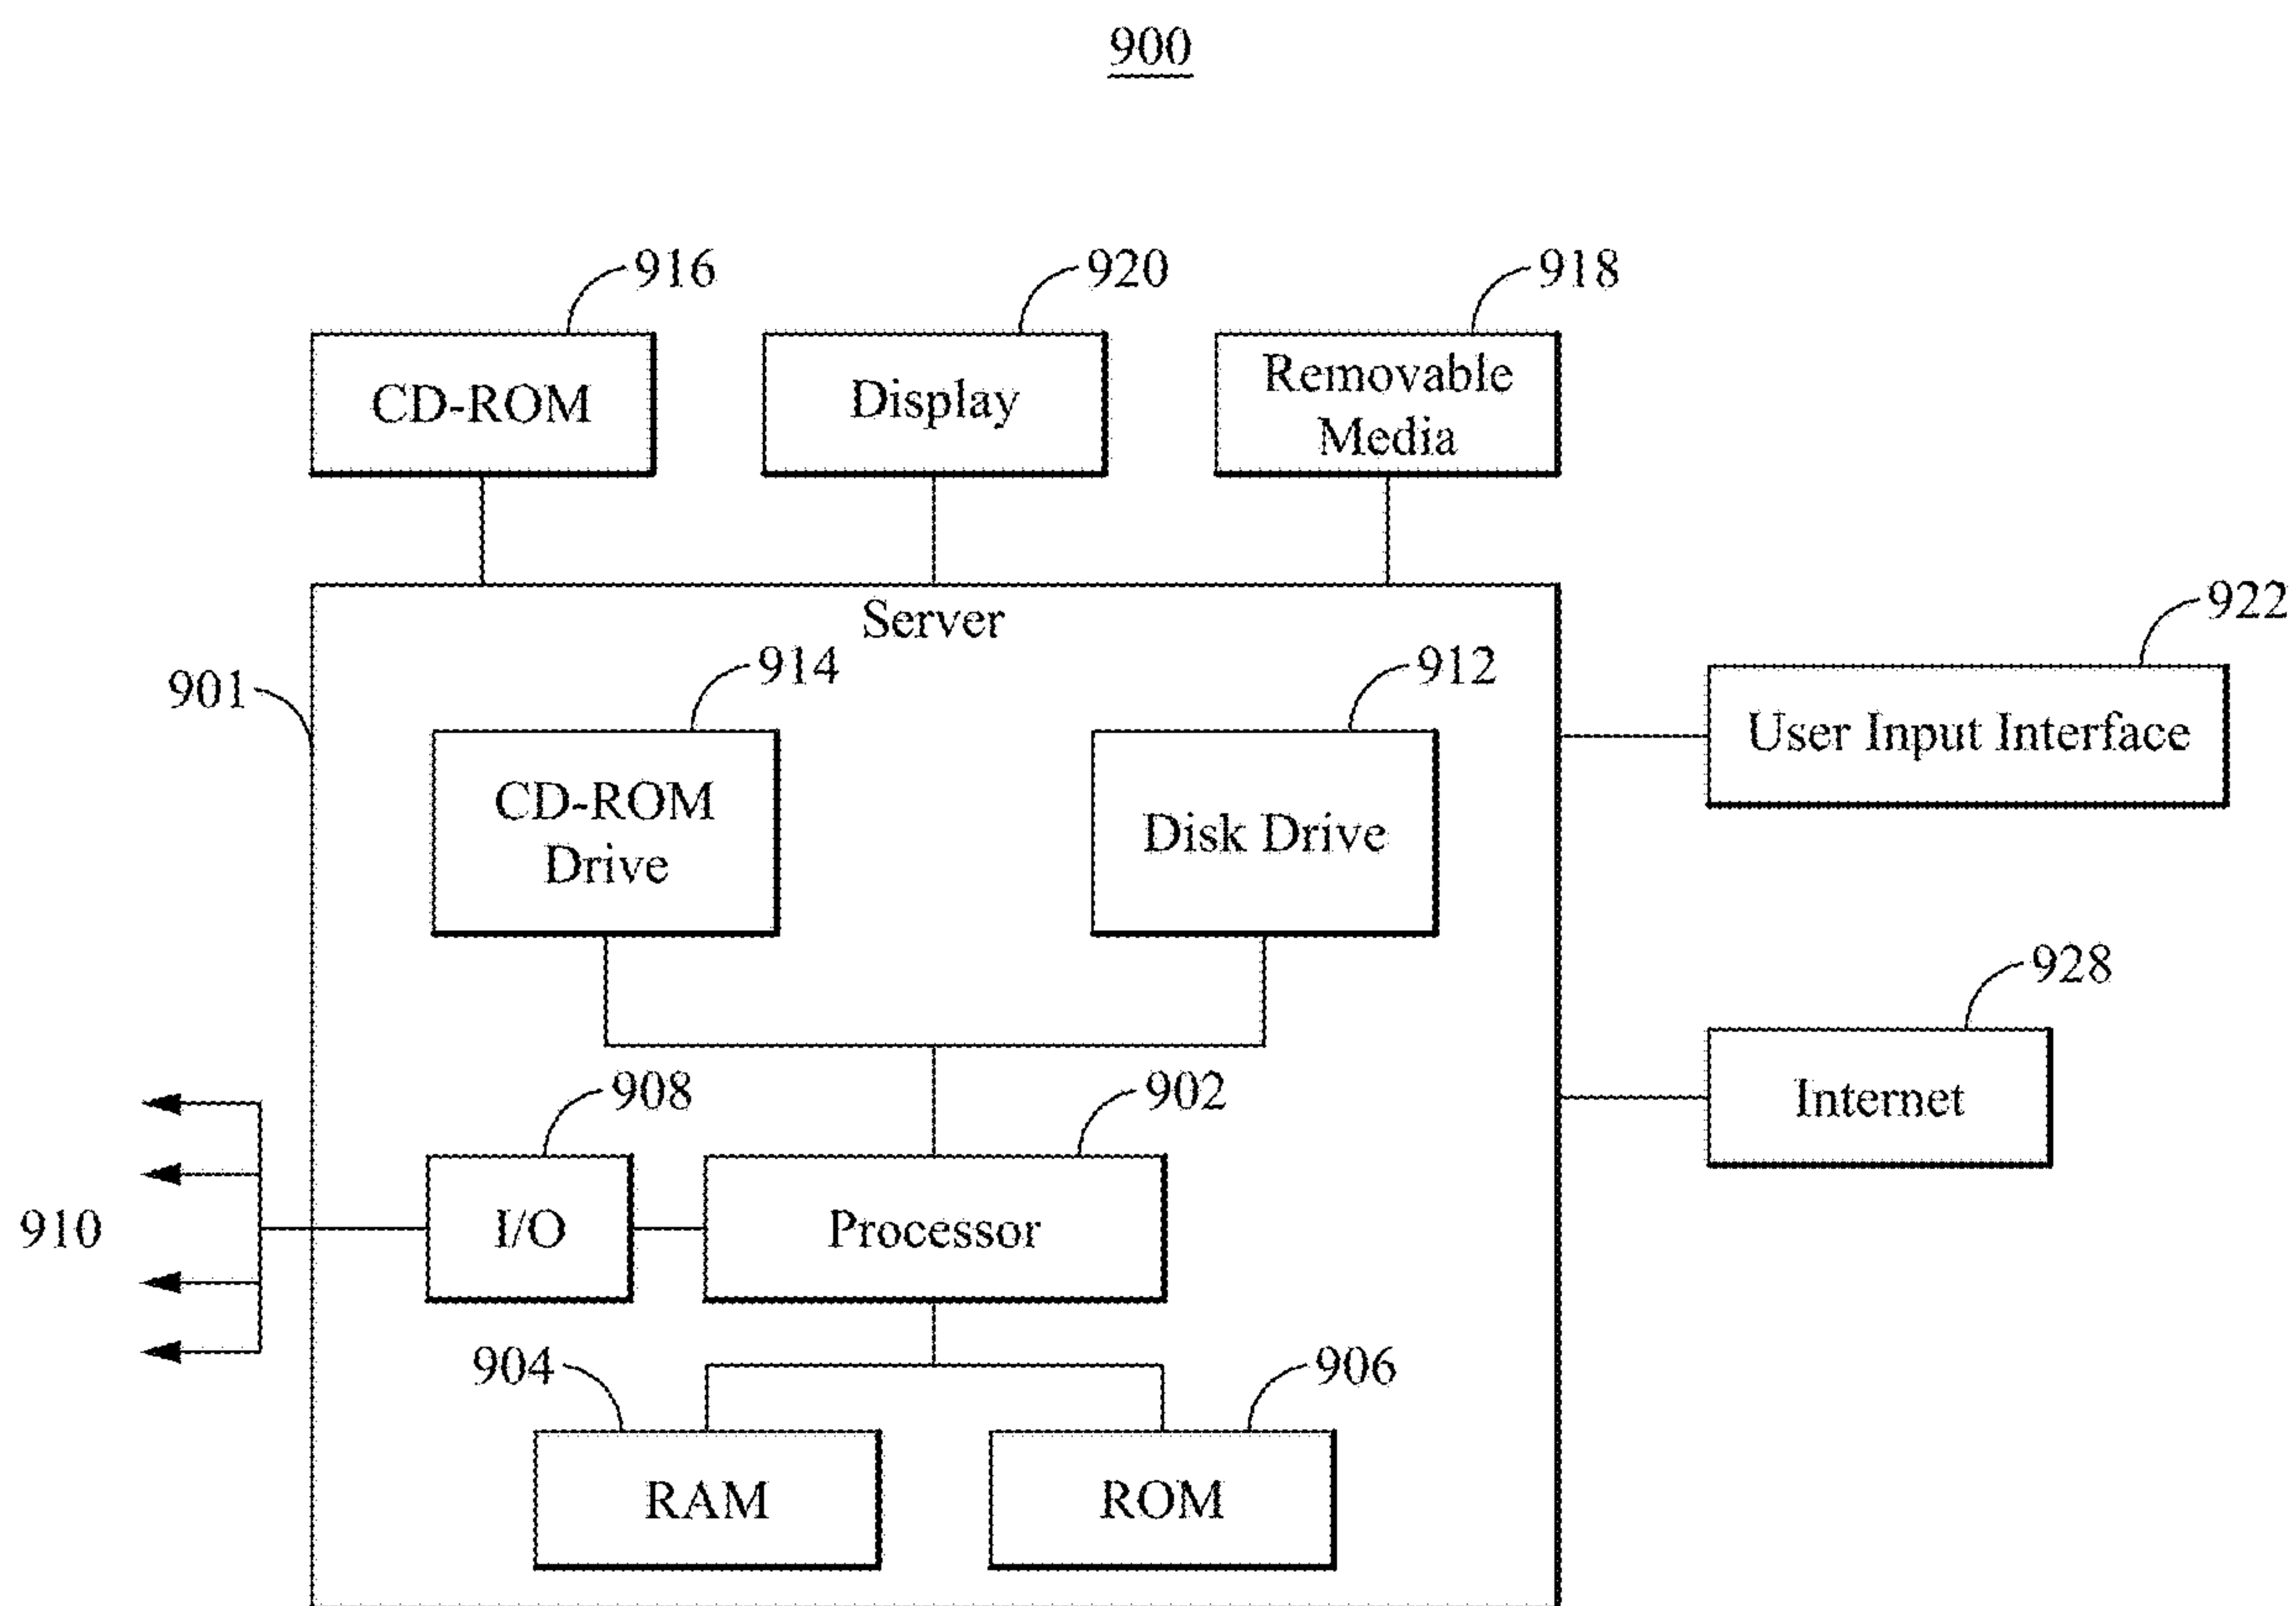 900
916
920
918
CD-ROM
Display
Removable
Media
Server
922
901
914
912
User Input Interface
CD-ROM
Drive
Disk Drive
928
908
902
Internet
910
I/O
Processor
904
906
RAM
ROM